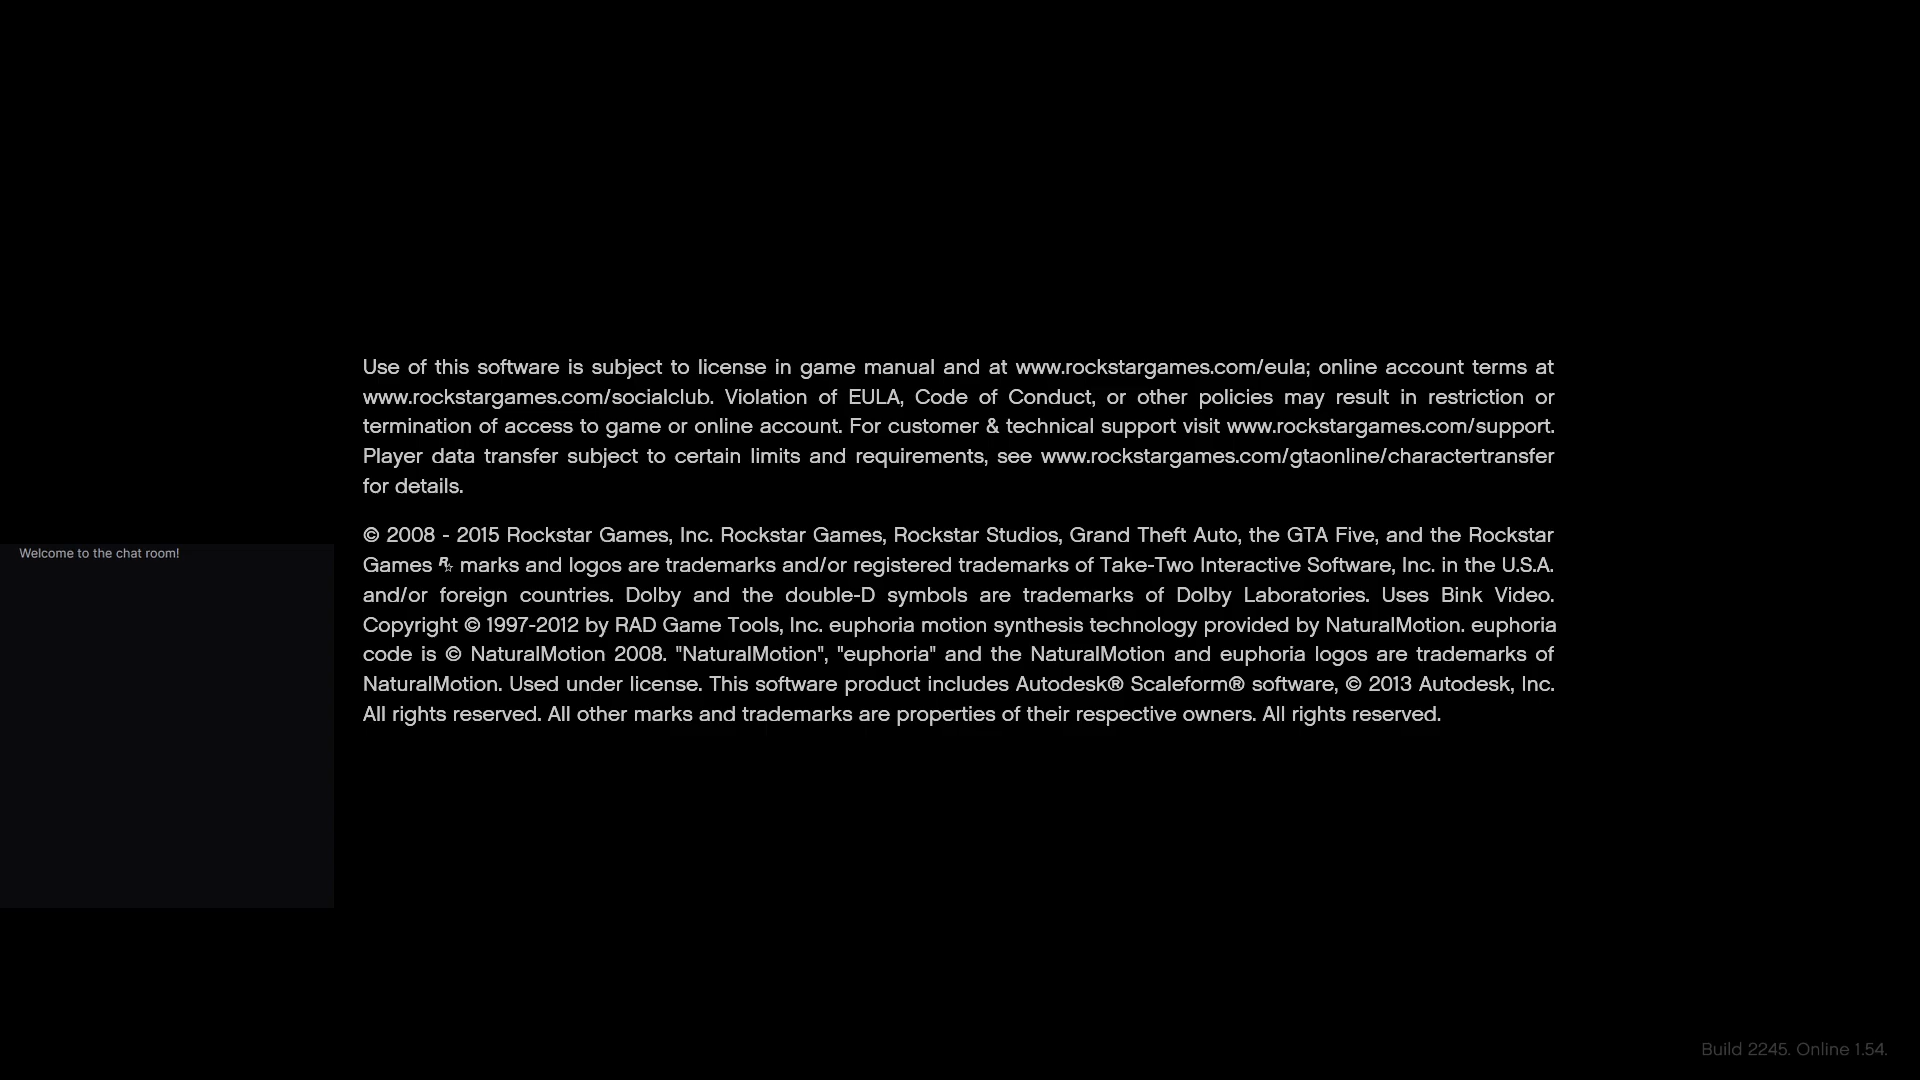 Use of this software is subject to license in game manual and at www.rockstargames.com/eula; online account terms at
www.rockstargames.com/socialclub. Violation of EULA, Code of Conduct, or other policies may result in restriction or
termination of access to game or online account. For customer & technical support visit www.rockstargames.com/support.
Player data transfer subject to certain limits and requirements, see www.rockstargames.com/gtaonline/charactertransfer
for details.
© 2008 - 2015 Rockstar Games, Inc. Rockstar Games, Rockstar Studios, Grand Theft Auto, the GTA Five, and the Rockstar
Games R☆ marks and logos are trademarks and/or registered trademarks of Take-Two Interactive Software, Inc. in the U.S.A.
and/or foreign countries. Dolby and the double-D symbols are trademarks of Dolby Laboratories. Uses Bink Video.
Copyright © 1997-2012 by RAD Game Tools, Inc. euphoria motion synthesis technology provided by NaturalMotion. euphoria
code is © NaturalMotion 2008. "NaturalMotion", "euphoria" and the NaturalMotion and euphoria logos are trademarks of
NaturalMotion. Used under license. This software product includes Autodesk® Scaleform® software, © 2013 Autodesk, Inc.
All rights reserved. All other marks and trademarks are properties of their respective owners. All rights reserved.
Welcome to the chat room!
Build 2245. Online 1.54.